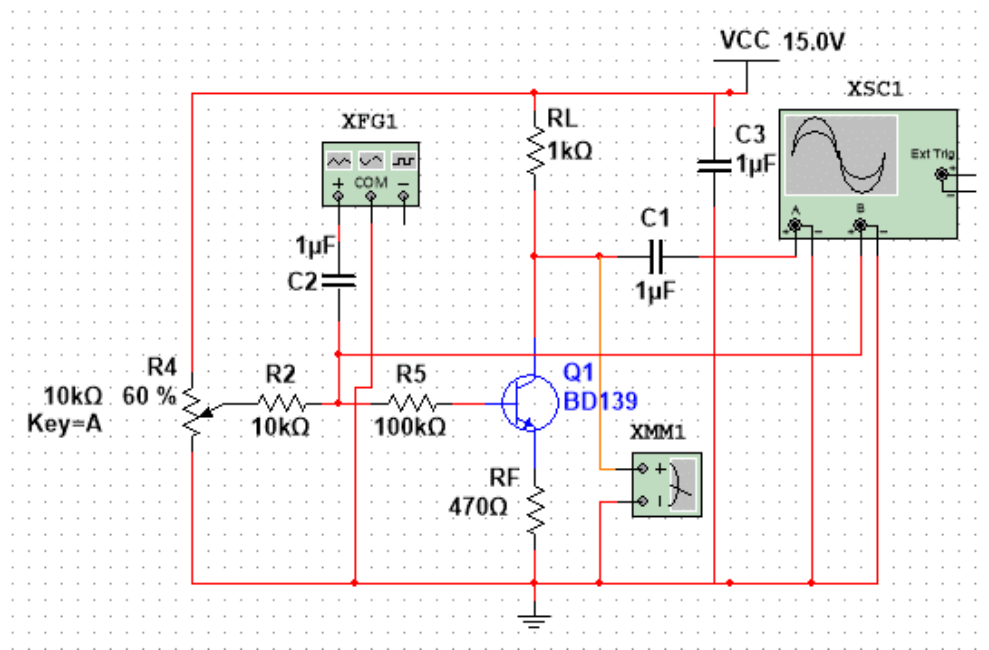 VCC 15.0V
XSC1
XFG1
RL
1kΩ
C3
1µF
Ext Trig
+
−
+ COM −
A
B
+ −
+ −
C1
1µF
1µF
C2
R4
10kΩ 60 %
Key=A
R2
10kΩ
R5
100kΩ
Q1
BD139
XMM1
RF
470Ω